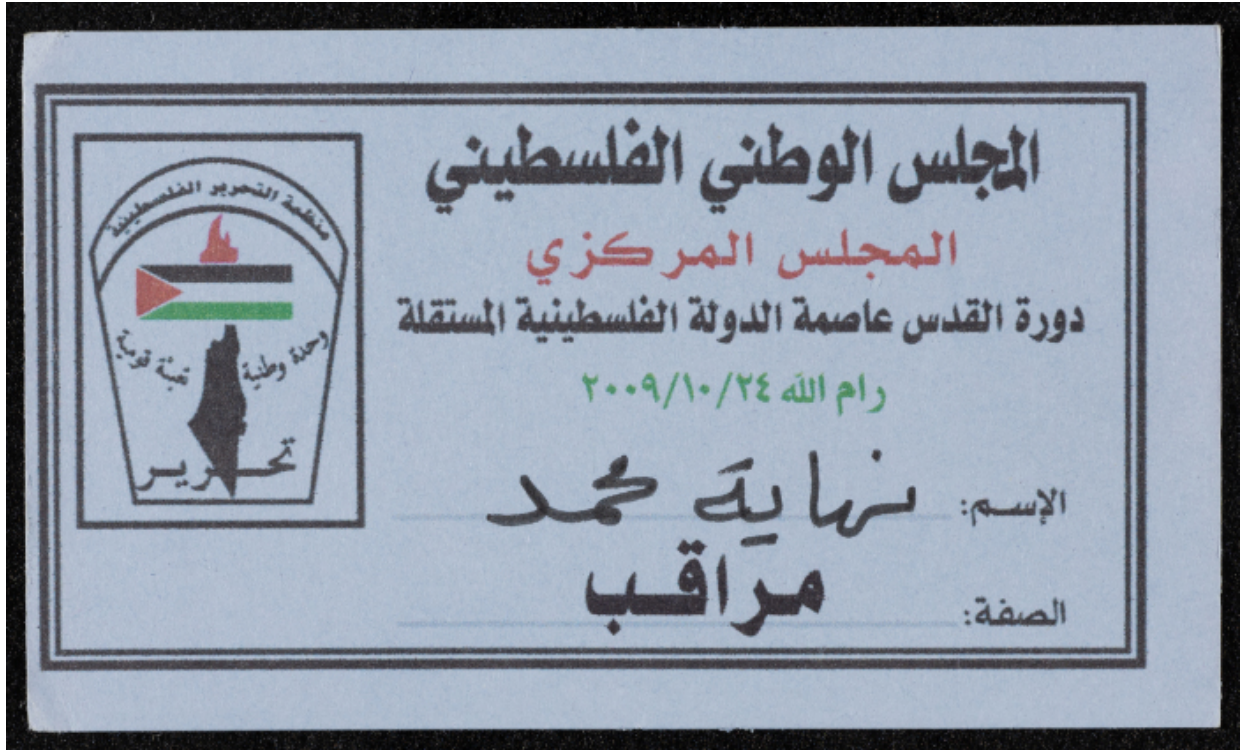 المجلس الوطني الفلسطيني
المجلس المركزي
دورة القدس عاصمة الدولة الفلسطينية المستقلة
رام الله ٢٠٠٩/١٠/٢٤
الإسم: نهاية محمد
الصفة: مراقب
منظمة التحرير الفلسطينية
وحدة وطنية
تعبئة قومية
تحرير